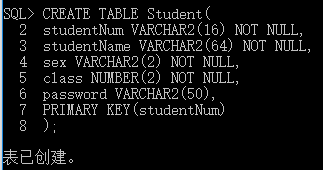 SQL> CREATE TABLE Student(
2 studentNum VARCHAR2(16) NOT NULL,
3 studentName VARCHAR2(64) NOT NULL,
4 sex VARCHAR2(2) NOT NULL,
5 class NUMBER(2) NOT NULL,
6 password VARCHAR2(50),
7 PRIMARY KEY(studentNum)
8 );
表已创建。